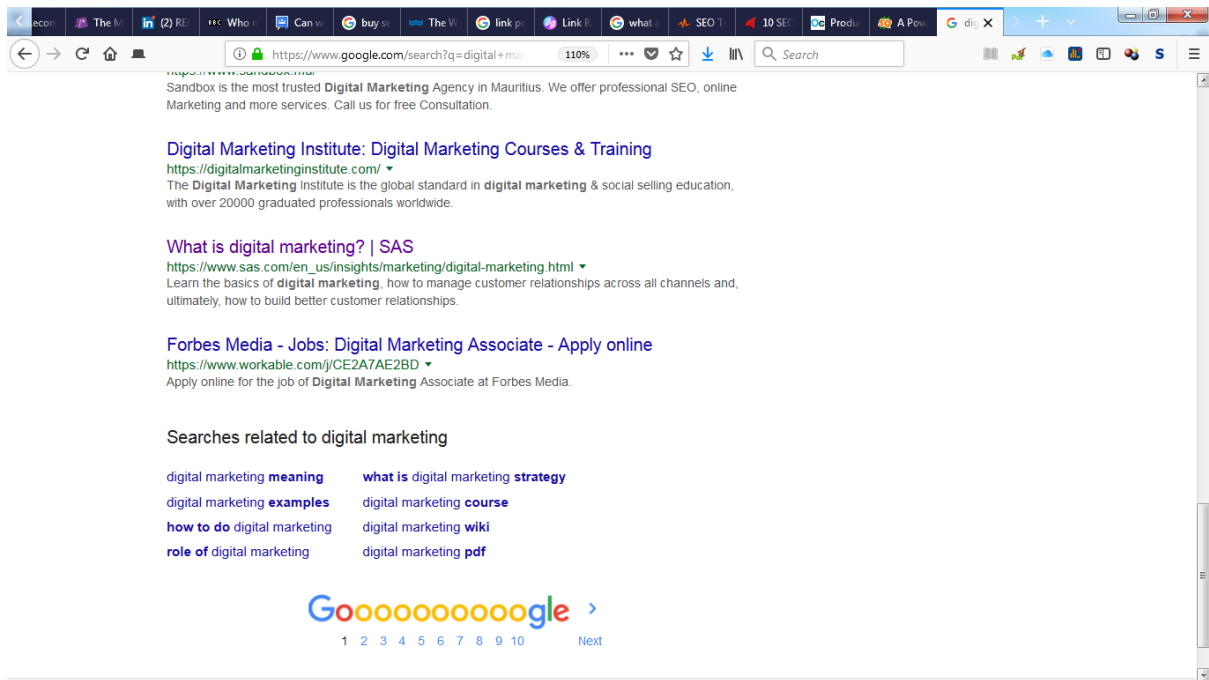 econ The M (2) RE BBC Who Can w G buy se The W G link po Link R G what a SEO T 10 SEO Oc Produ A Pow G dig
https://www.google.com/search?q=digital+mar 110% Search S
Sandbox is the most trusted Digital Marketing Agency in Mauritius. We offer professional SEO, online
Marketing and more services. Call us for free Consultation.
Digital Marketing Institute: Digital Marketing Courses & Training
https://digitalmarketinginstitute.com/
The Digital Marketing Institute is the global standard in digital marketing & social selling education,
with over 20000 graduated professionals worldwide.
What is digital marketing? | SAS
https://www.sas.com/en_us/insights/marketing/digital-marketing.html
Learn the basics of digital marketing, how to manage customer relationships across all channels and,
ultimately, how to build better customer relationships.
Forbes Media - Jobs: Digital Marketing Associate - Apply online
https://www.workable.com/j/CE2A7AE2BD
Apply online for the job of Digital Marketing Associate at Forbes Media.
Searches related to digital marketing
digital marketing meaning what is digital marketing strategy
digital marketing examples digital marketing course
how to do digital marketing digital marketing wiki
role of digital marketing digital marketing pdf
Goooooooooogle >
1 2 3 4 5 6 7 8 9 10 Next